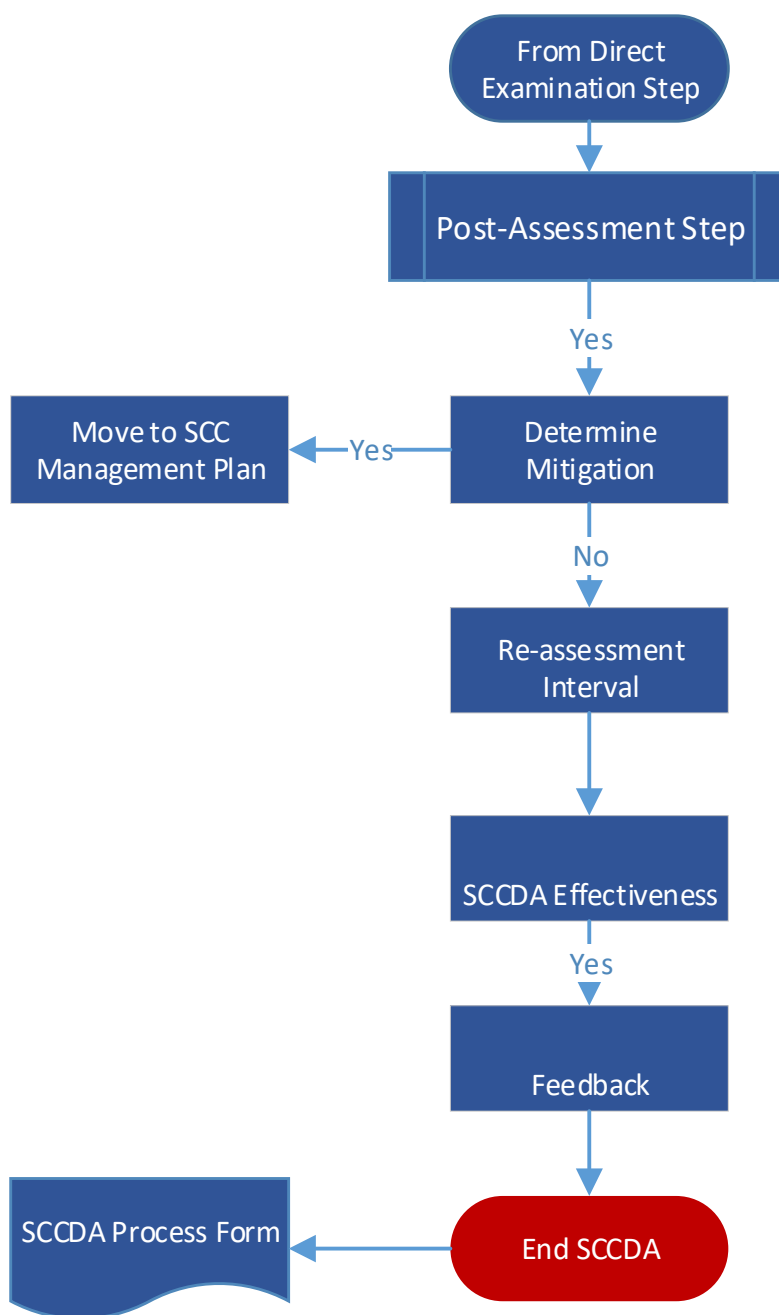 From Direct
Examination Step
Post-Assessment Step
Yes
Move to SCC
Management Plan
Yes
Determine
Mitigation
No
Re-assessment
Interval
SCCDA Effectiveness
Yes
Feedback
SCCDA Process Form
End SCCDA